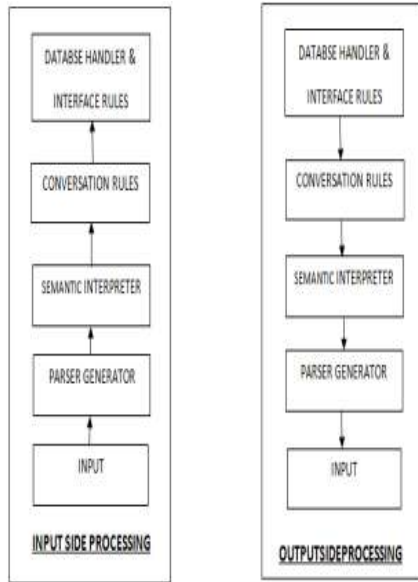 DATABSE HANDLER &
INTERFACE RULES
CONVERSATION RULES
SEMANTIC INTERPRETER
PARSER GENERATOR
INPUT
INPUT SIDE PROCESSING
DATABSE HANDLER &
INTERFACE RULES
CONVERSATION RULES
SEMANTIC INTERPRETER
PARSER GENERATOR
INPUT
OUTPUTSIDEPROCESSING